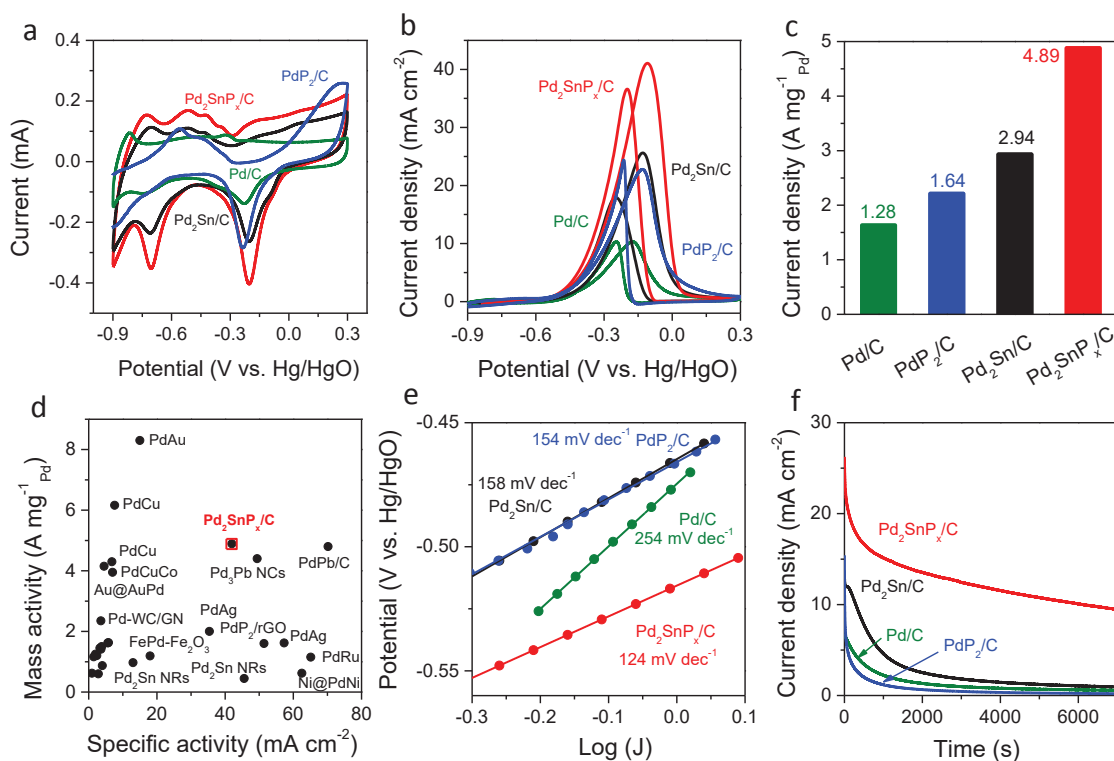 a
0.4
0.2
0.0
-0.2
-0.4
Current (mA)
PdP₂/C
Pd₂SnPₓ/C
Pd/C
Pd₂Sn/C
-0.9 -0.6 -0.3 0.0 0.3
Potential (V vs. Hg/HgO)
b
40
30
20
10
0
Current density (mA cm⁻²)
Pd₂SnPₓ/C
Pd₂Sn/C
Pd/C
PdP₂/C
-0.9 -0.6 -0.3 0.0 0.3
Potential (V vs. Hg/HgO)
c
5
4
3
2
1
0
Current density (A mg⁻¹Pd)
1.28
1.64
2.94
4.89
Pd/C
PdP₂/C
Pd₂Sn/C
Pd₂SnPₓ/C
d
8
6
4
2
0
Mass activity (A mg⁻¹Pd)
PdAu
PdCu
Pd₂SnPₓ/C
PdCu
PdCuCo
Pd₃Pb NCs
PdPb/C
Au@AuPd
Pd-WC/GN
PdAg
PdP₂/rGO
PdAg
FePd-Fe₂O₃
PdRu
Pd₂Sn NRs
Pd₂Sn NRs
Ni@PdNi
0 20 40 60 80
Specific activity (mA cm⁻²)
e
-0.45
-0.50
-0.55
Potential (V vs. Hg/HgO)
154 mV dec⁻¹ PdP₂/C
158 mV dec⁻¹
Pd₂Sn/C
Pd/C
254 mV dec⁻¹
Pd₂SnPₓ/C
124 mV dec⁻¹
-0.3 -0.2 -0.1 0.0 0.1
Log (J)
f
30
20
10
0
Current density (mA cm⁻²)
Pd₂SnPₓ/C
Pd₂Sn/C
Pd/C
PdP₂/C
0 2000 4000 6000
Time (s)